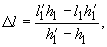 Δl = (l₁′h₁ − l₁h₁′) / (h₁′ − h₁),